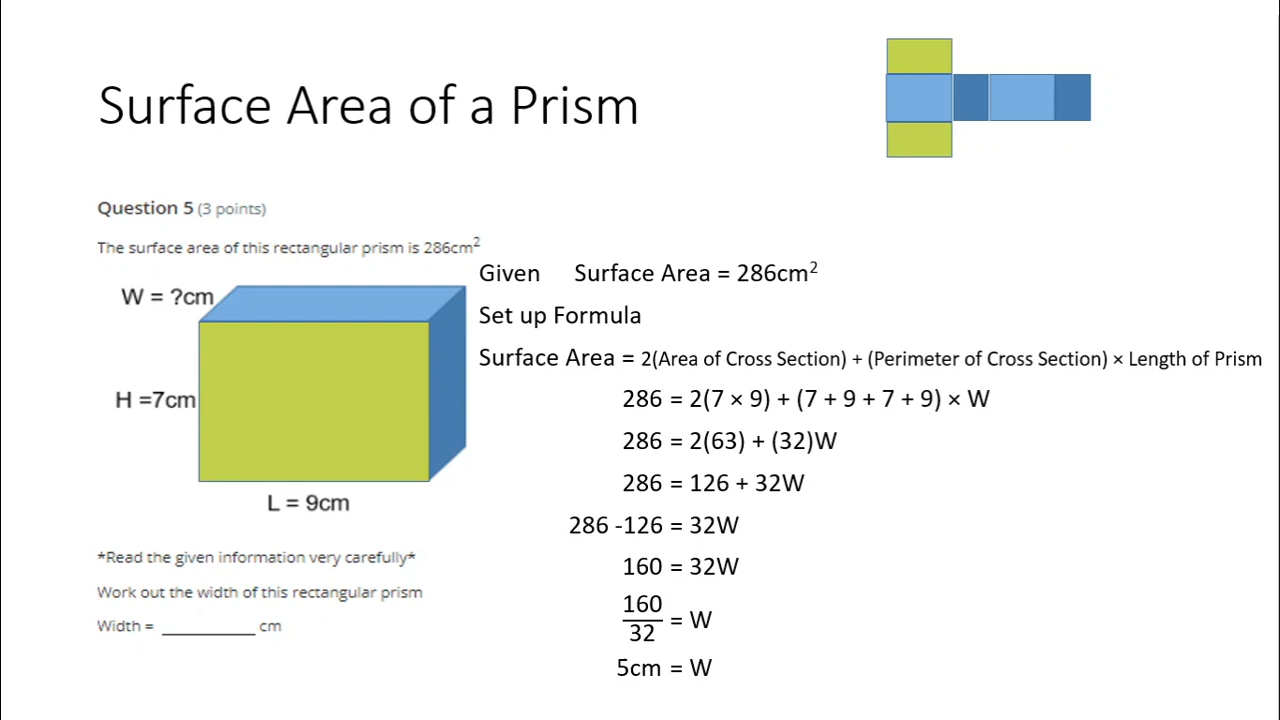 Surface Area of a Prism
Question 5 (3 points)
The surface area of this rectangular prism is 286cm²
W = ?cm
H =7cm
L = 9cm
*Read the given information very carefully*
Work out the width of this rectangular prism
Width = __________ cm
Given Surface Area = 286cm²
Set up Formula
Surface Area = 2(Area of Cross Section) + (Perimeter of Cross Section) × Length of Prism
286 = 2(7 × 9) + (7 + 9 + 7 + 9) × W
286 = 2(63) + (32)W
286 = 126 + 32W
286 -126 = 32W
160 = 32W
160
32
= W
5cm = W